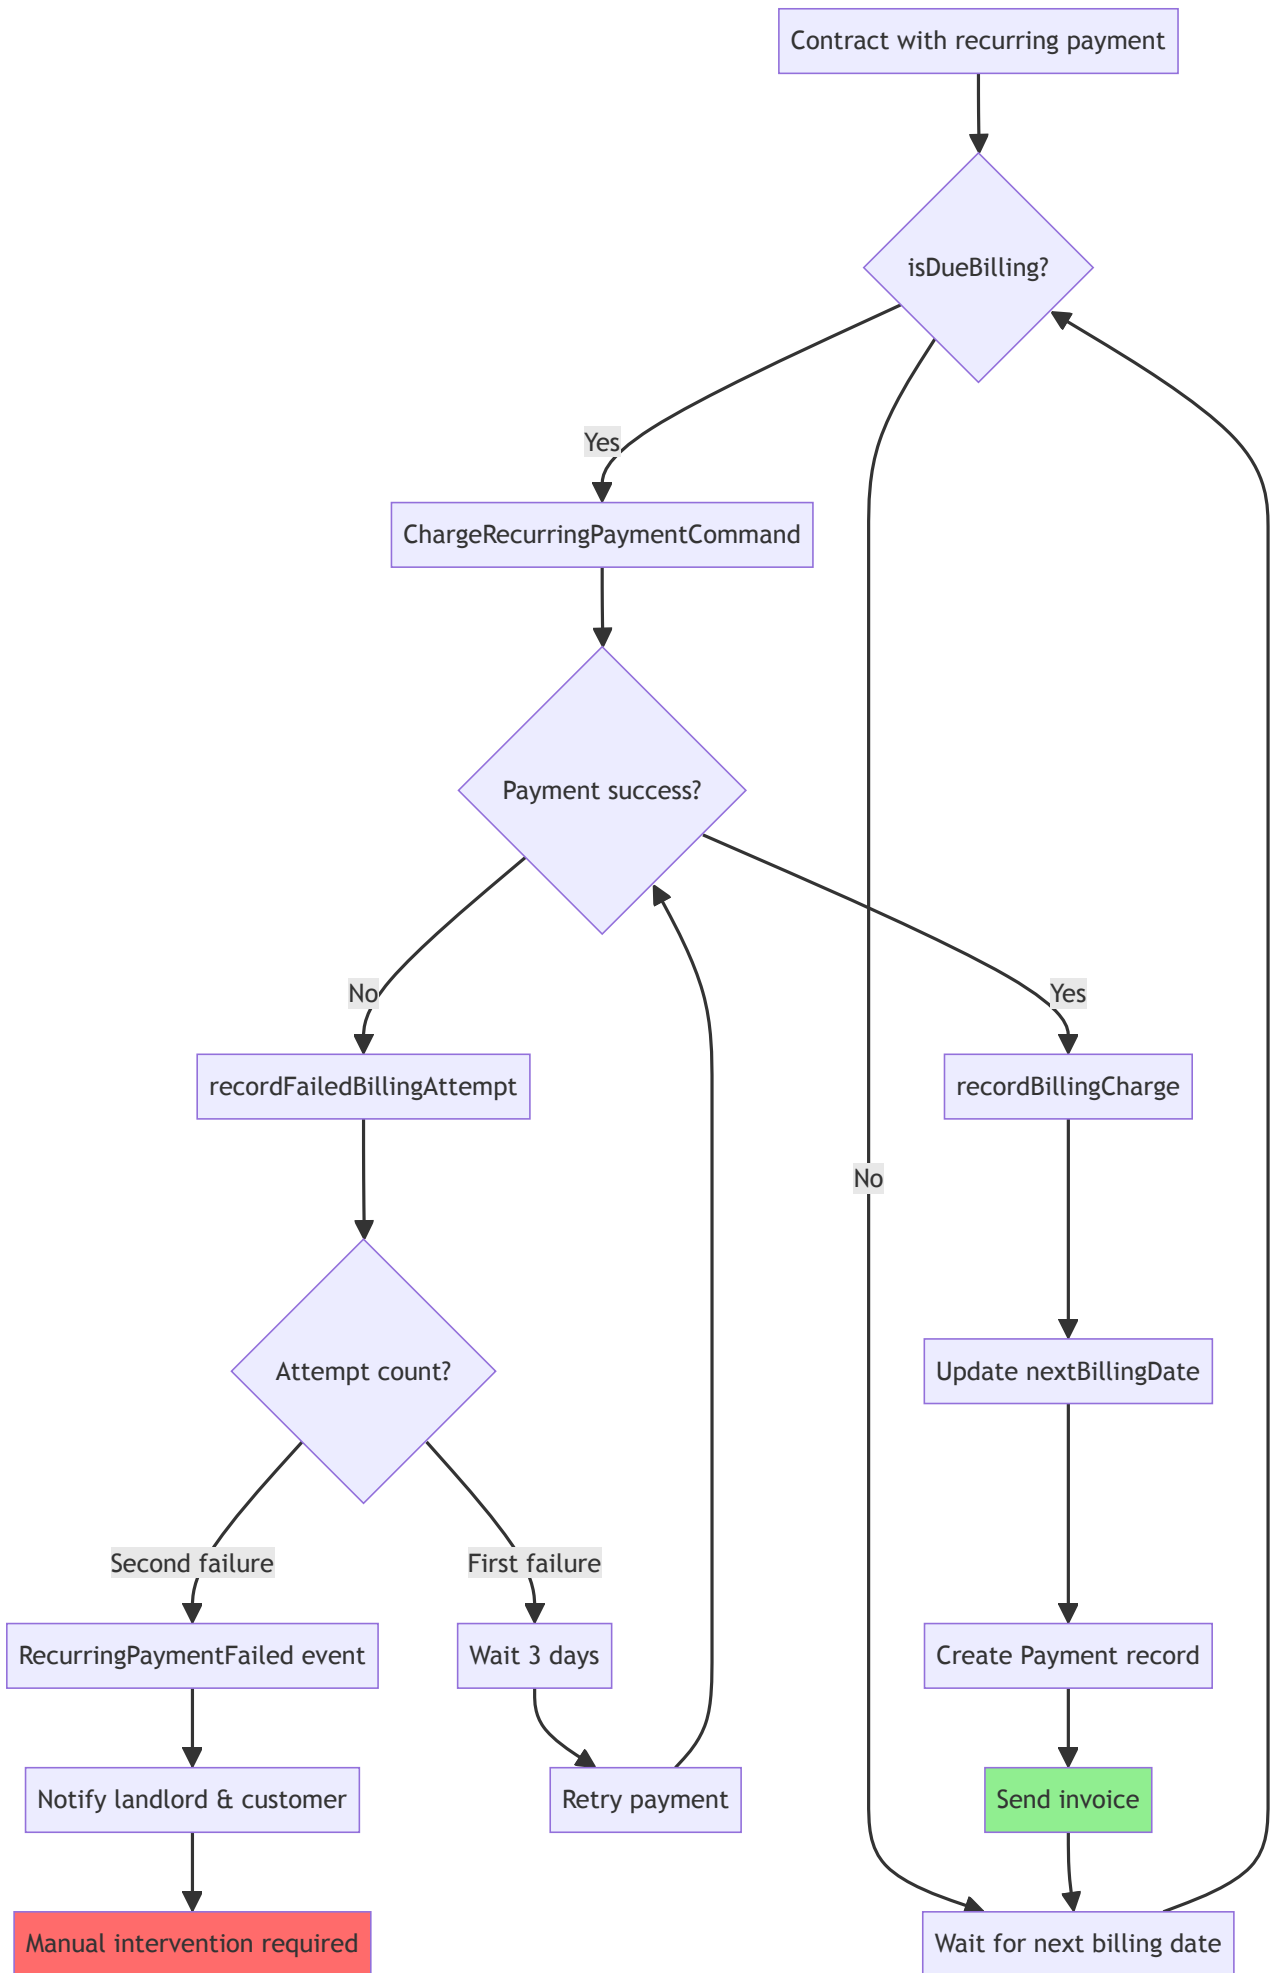 Contract with recurring payment
isDueBilling?
Yes
ChargeRecurringPaymentCommand
Payment success?
No
Yes
recordFailedBillingAttempt
recordBillingCharge
No
Attempt count?
Update nextBillingDate
Second failure
First failure
RecurringPaymentFailed event
Wait 3 days
Create Payment record
Notify landlord & customer
Retry payment
Send invoice
Manual intervention required
Wait for next billing date